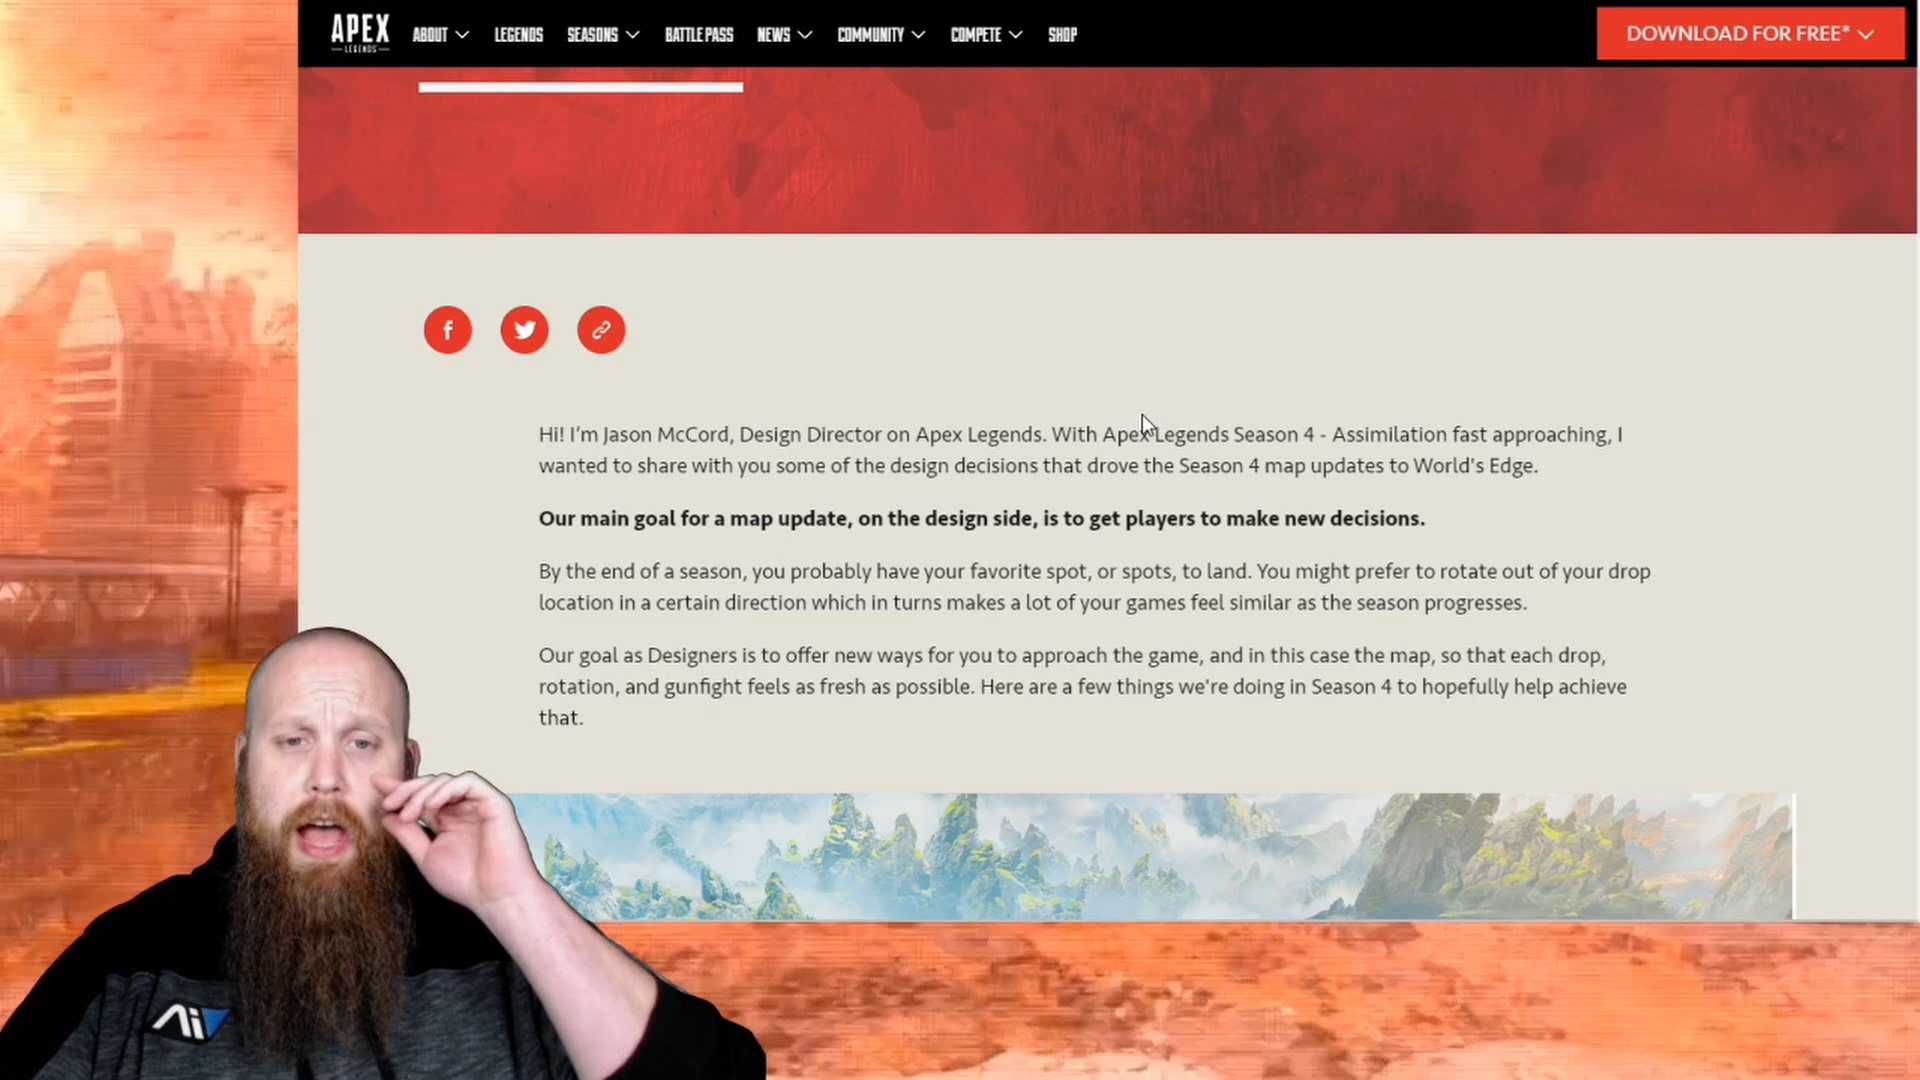 APEX
LEGENDS
ABOUT LEGENDS SEASONS BATTLE PASS NEWS COMMUNITY COMPETE SHOP
DOWNLOAD FOR FREE*
Hi! I'm Jason McCord, Design Director on Apex Legends. With Apex Legends Season 4 - Assimilation fast approaching, I
wanted to share with you some of the design decisions that drove the Season 4 map updates to World's Edge.
Our main goal for a map update, on the design side, is to get players to make new decisions.
By the end of a season, you probably have your favorite spot, or spots, to land. You might prefer to rotate out of your drop
location in a certain direction which in turns makes a lot of your games feel similar as the season progresses.
Our goal as Designers is to offer new ways for you to approach the game, and in this case the map, so that each drop,
rotation, and gunfight feels as fresh as possible. Here are a few things we're doing in Season 4 to hopefully help achieve
that.